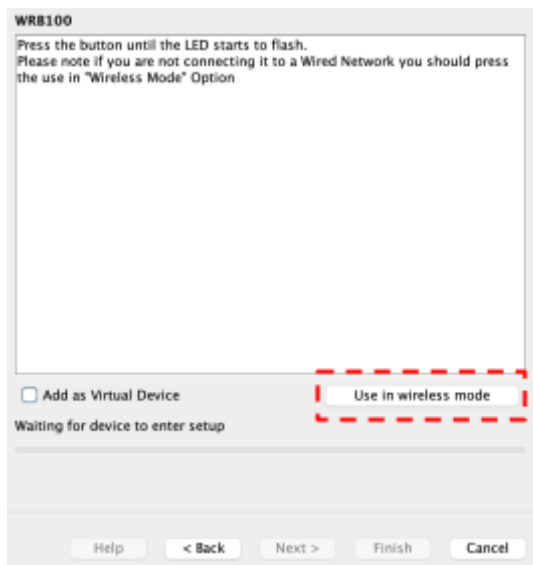 WRB100
Press the button until the LED starts to flash.
Please note if you are not connecting it to a Wired Network you should press
the use in "Wireless Mode" Option
Add as Virtual Device
Use in wireless mode
Waiting for device to enter setup
Help
< Back
Next >
Finish
Cancel